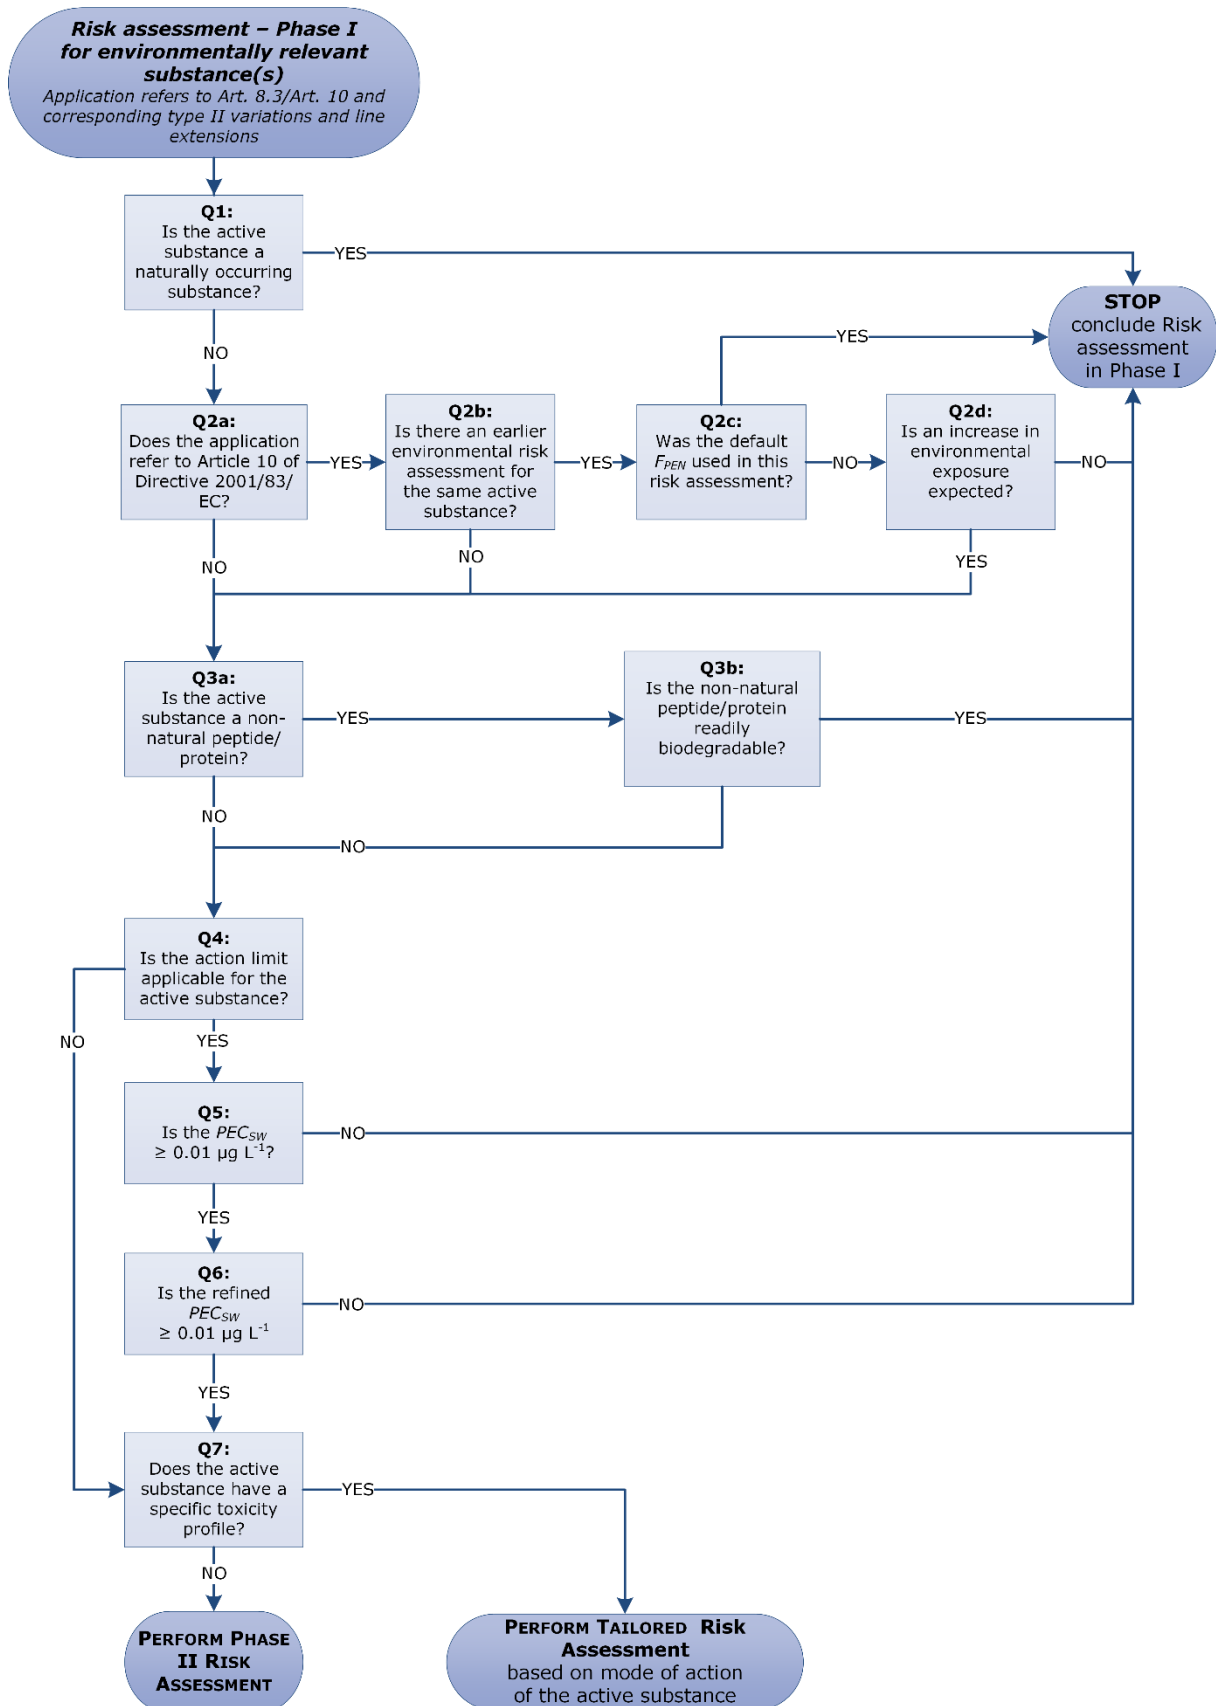 Risk assessment – Phase I
for environmentally relevant
substance(s)
Application refers to Art. 8.3/Art. 10 and
corresponding type II variations and line
extensions
Q1:
Is the active
substance a
naturally occurring
substance?
YES
STOP
conclude Risk
assessment
in Phase I
NO
YES
Q2a:
Does the application
refer to Article 10 of
Directive 2001/83/
EC?
YES
Q2b:
Is there an earlier
environmental risk
assessment for
the same active
substance?
YES
Q2c:
Was the default
FPEN used in this
risk assessment?
NO
Q2d:
Is an increase in
environmental
exposure
expected?
NO
NO
NO
YES
Q3a:
Is the active
substance a non-
natural peptide/
protein?
YES
Q3b:
Is the non-natural
peptide/protein
readily
biodegradable?
YES
NO
NO
Q4:
Is the action limit
applicable for the
active substance?
NO
YES
Q5:
Is the PECSW
≥ 0.01 µg L-1?
NO
YES
Q6:
Is the refined
PECSW
≥ 0.01 µg L-1
NO
YES
Q7:
Does the active
substance have a
specific toxicity
profile?
YES
NO
PERFORM PHASE
II RISK
ASSESSMENT
PERFORM TAILORED Risk
Assessment
based on mode of action
of the active substance